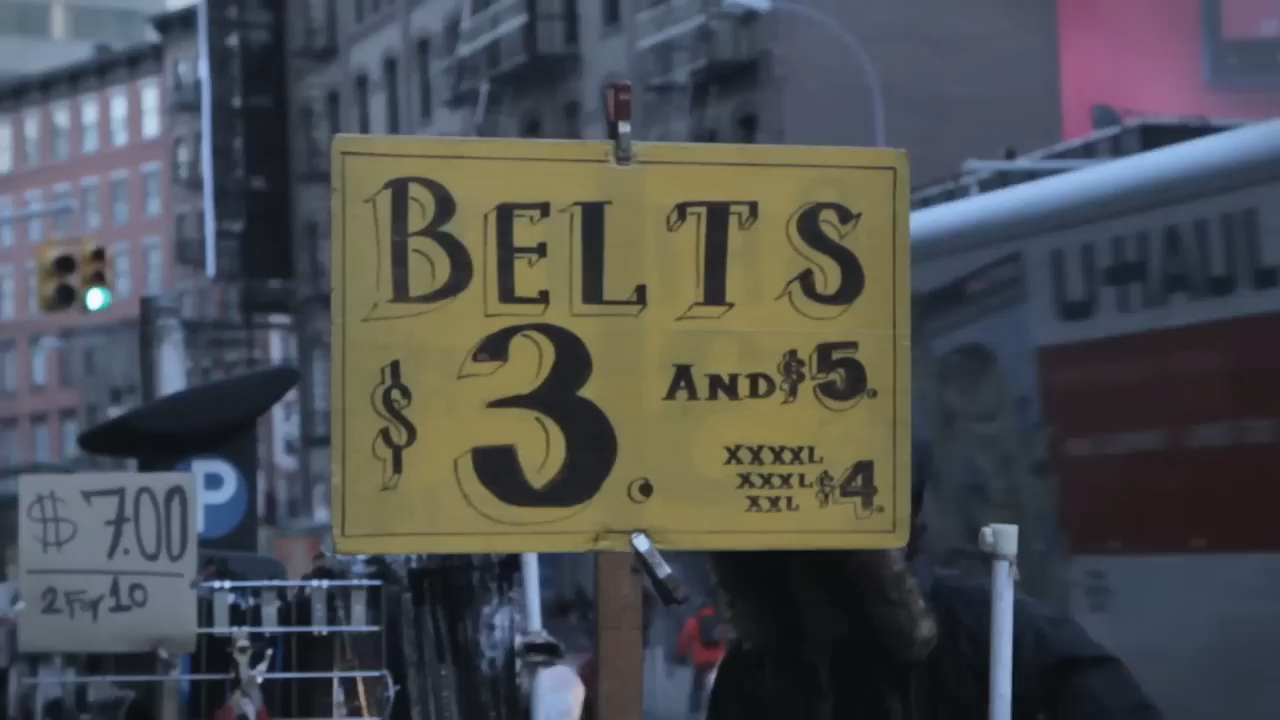 BELTS
$3. AND $5.
XXXXL
XXXL $4.
XXL
$7.00
2 For 10
P
U-HAUL